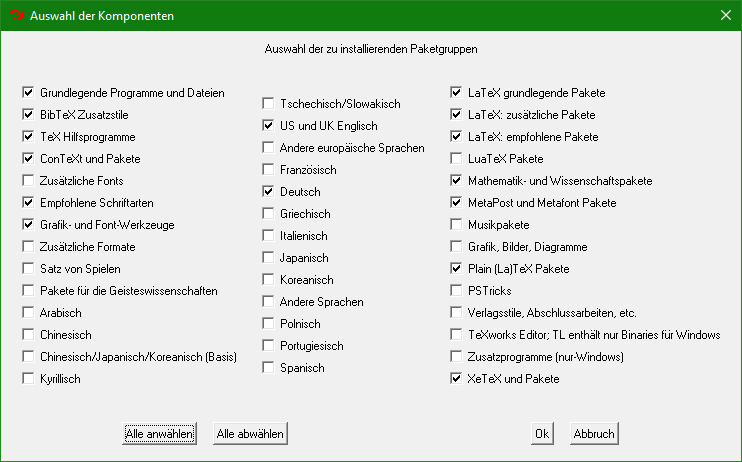 Auswahl der Komponenten
Auswahl der zu installierenden Paketgruppen
Grundlegende Programme und Dateien
BibTeX Zusatzstile
TeX Hilfsprogramme
ConTeXt und Pakete
Zusätzliche Fonts
Empfohlene Schriftarten
Grafik- und Font-Werkzeuge
Zusätzliche Formate
Satz von Spielen
Pakete für die Geisteswissenschaften
Arabisch
Chinesisch
Chinesisch/Japanisch/Koreanisch (Basis)
Kyrillisch
Tschechisch/Slowakisch
US und UK Englisch
Andere europäische Sprachen
Französisch
Deutsch
Griechisch
Italienisch
Japanisch
Koreanisch
Andere Sprachen
Polnisch
Portugiesisch
Spanisch
LaTeX grundlegende Pakete
LaTeX: zusätzliche Pakete
LaTeX: empfohlene Pakete
LuaTeX Pakete
Mathematik- und Wissenschaftspakete
MetaPost und Metafont Pakete
Musikpakete
Grafik, Bilder, Diagramme
Plain (La)TeX Pakete
PSTricks
Verlagsstile, Abschlussarbeiten, etc.
TeXworks Editor; TL enthält nur Binaries für Windows
Zusatzprogramme (nur-Windows)
XeTeX und Pakete
Alle anwählen
Alle abwählen
Ok
Abbruch